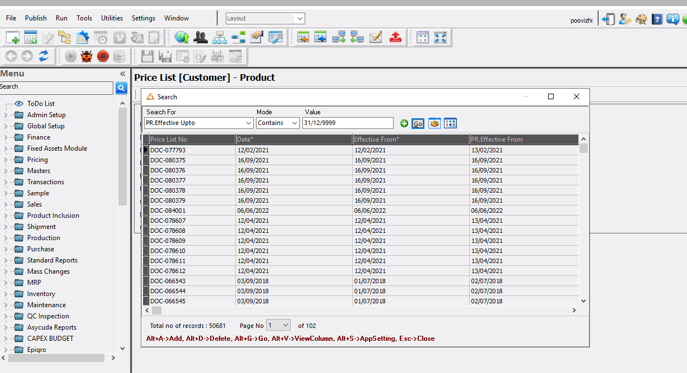 File Publish Run Tools Utilities Settings Window
Layout
poovizhi
Menu
Search
Price List [Customer] - Product
Search
Search For Mode Value
PR.Effective Upto Contains 31/12/9999 Go
Price List No Date* Effective From* PR.Effective From
DOC-077793 12/02/2021 12/02/2021 13/02/2021
DOC-080375 16/09/2021 16/09/2021 16/09/2021
DOC-080376 16/09/2021 16/09/2021 16/09/2021
DOC-080377 16/09/2021 16/09/2021 16/09/2021
DOC-080378 16/09/2021 16/09/2021 16/09/2021
DOC-080379 16/09/2021 16/09/2021 16/09/2021
DOC-084001 06/06/2022 06/06/2022 06/06/2022
DOC-078607 12/04/2021 12/04/2021 13/04/2021
DOC-078608 12/04/2021 12/04/2021 13/04/2021
DOC-078609 12/04/2021 12/04/2021 13/04/2021
DOC-078610 12/04/2021 12/04/2021 13/04/2021
DOC-078611 12/04/2021 12/04/2021 13/04/2021
DOC-078612 12/04/2021 12/04/2021 13/04/2021
DOC-066543 03/09/2018 01/07/2018 02/07/2018
DOC-066544 03/09/2018 01/07/2018 02/07/2018
DOC-066545 03/09/2018 01/07/2018 02/07/2018
Total no of records : 50681 Page No 1 of 102
Alt+A->Add, Alt+D->Delete, Alt+G->Go, Alt+V->ViewColumn, Alt+S->AppSetting, Esc->Close
ToDo List
Admin Setup
Global Setup
Finance
Fixed Assets Module
Pricing
Masters
Transactions
Sample
Sales
Product Inclusion
Shipment
Production
Purchase
Standard Reports
Mass Changes
MRP
Inventory
Maintenance
QC Inspection
Asycuda Reports
CAPEX BUDGET
Epiqro